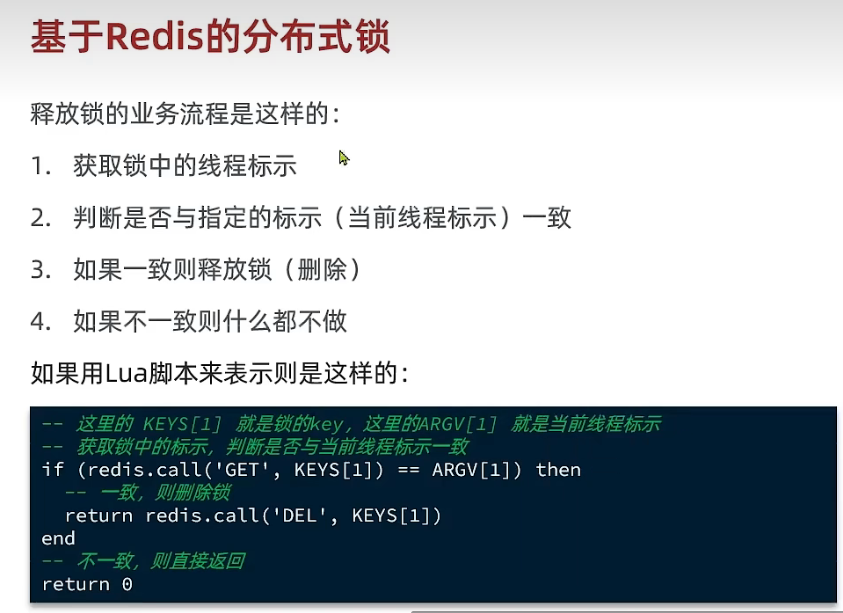 基于Redis的分布式锁
释放锁的业务流程是这样的：
1. 获取锁中的线程标示
2. 判断是否与指定的标示（当前线程标示）一致
3. 如果一致则释放锁（删除）
4. 如果不一致则什么都不做
如果用Lua脚本来表示则是这样的：
-- 这里的 KEYS[1] 就是锁的key，这里的ARGV[1] 就是当前线程标示
-- 获取锁中的标示，判断是否与当前线程标示一致
if (redis.call('GET', KEYS[1]) == ARGV[1]) then
  -- 一致，则删除锁
  return redis.call('DEL', KEYS[1])
end
-- 不一致，则直接返回
return 0